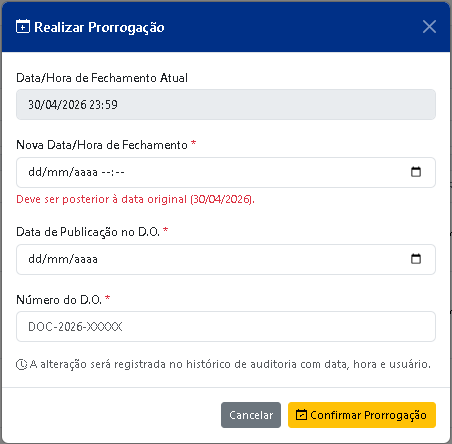 Realizar Prorrogação
Data/Hora de Fechamento Atual
30/04/2026 23:59
Nova Data/Hora de Fechamento *
dd/mm/aaaa --:--
Deve ser posterior à data original (30/04/2026).
Data de Publicação no D.O. *
dd/mm/aaaa
Número do D.O. *
DOC-2026-XXXXX
A alteração será registrada no histórico de auditoria com data, hora e usuário.
Cancelar
Confirmar Prorrogação